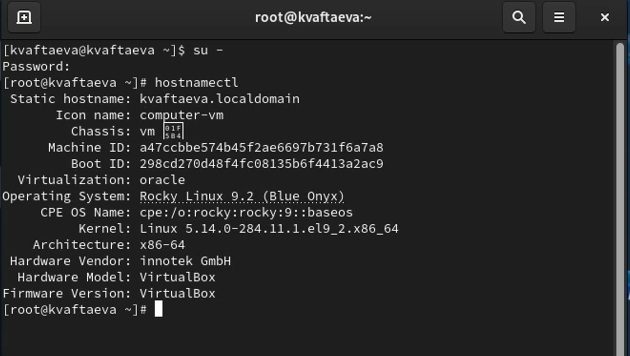 root@kvaftaeva:~
[kvaftaeva@kvaftaeva ~]$ su -
Password:
[root@kvaftaeva ~]# hostnamectl
Static hostname: kvaftaeva.localdomain
Icon name: computer-vm
Chassis: vm
Machine ID: a47ccbbe574b45f2ae6697b731f6a7a8
Boot ID: 298cd270d48f4fc08135b6f4413a2ac9
Virtualization: oracle
Operating System: Rocky Linux 9.2 (Blue Onyx)
CPE OS Name: cpe:/o:rocky:rocky:9::baseos
Kernel: Linux 5.14.0-284.11.1.el9_2.x86_64
Architecture: x86-64
Hardware Vendor: innotek GmbH
Hardware Model: VirtualBox
Firmware Version: VirtualBox
[root@kvaftaeva ~]#